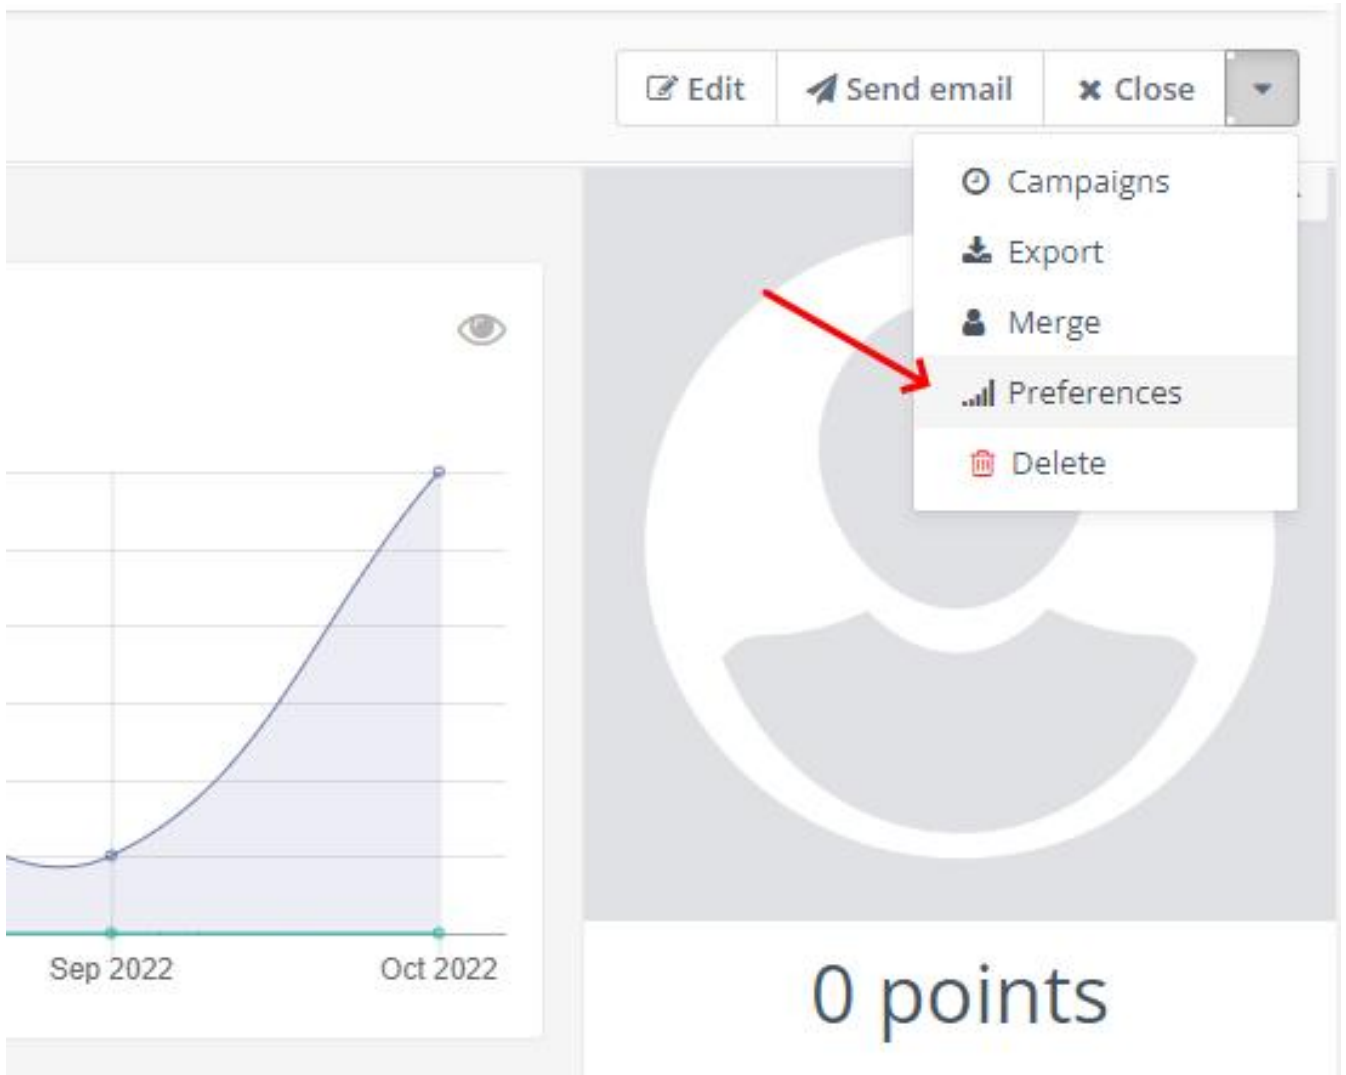 Edit
Send email
Close
Campaigns
Export
Merge
Preferences
Delete
Sep 2022
Oct 2022
0 points